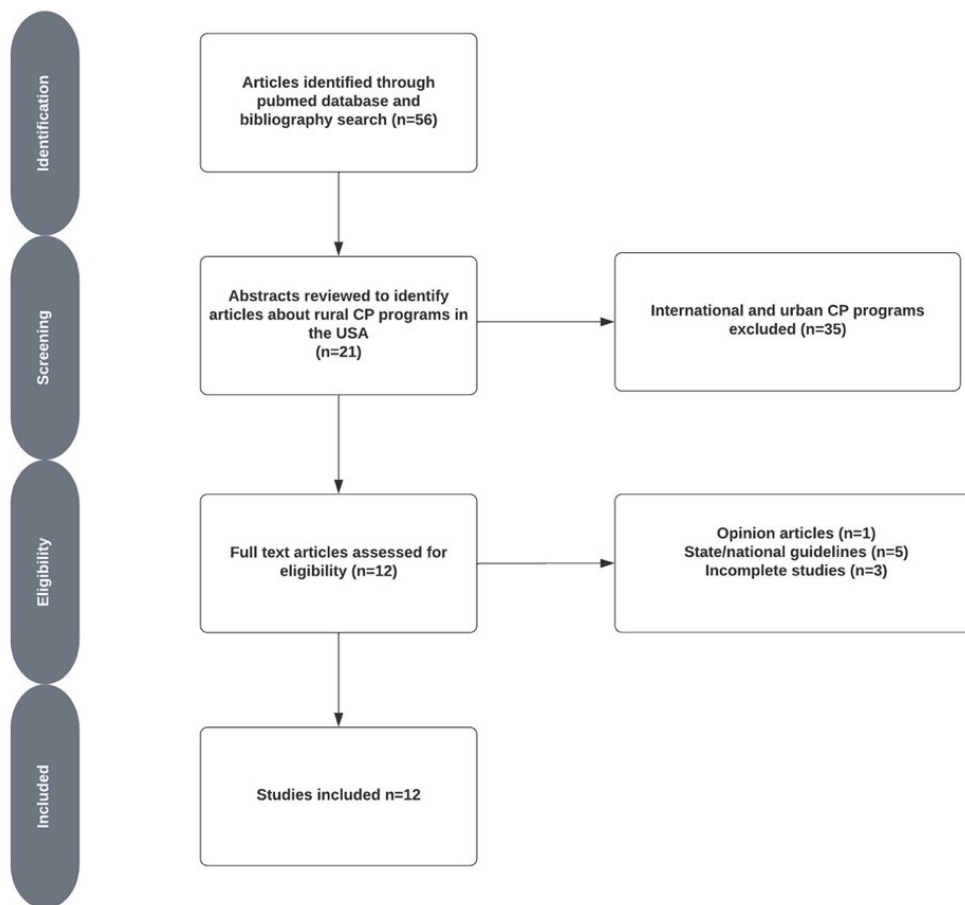 Identification
Articles identified through
pubmed database and
bibliography search (n=56)
Screening
Abstracts reviewed to identify
articles about rural CP programs in
the USA
(n=21)
International and urban CP programs
excluded (n=35)
Eligibility
Full text articles assessed for
eligibility (n=12)
Opinion articles (n=1)
State/national guidelines (n=5)
Incomplete studies (n=3)
Included
Studies included n=12